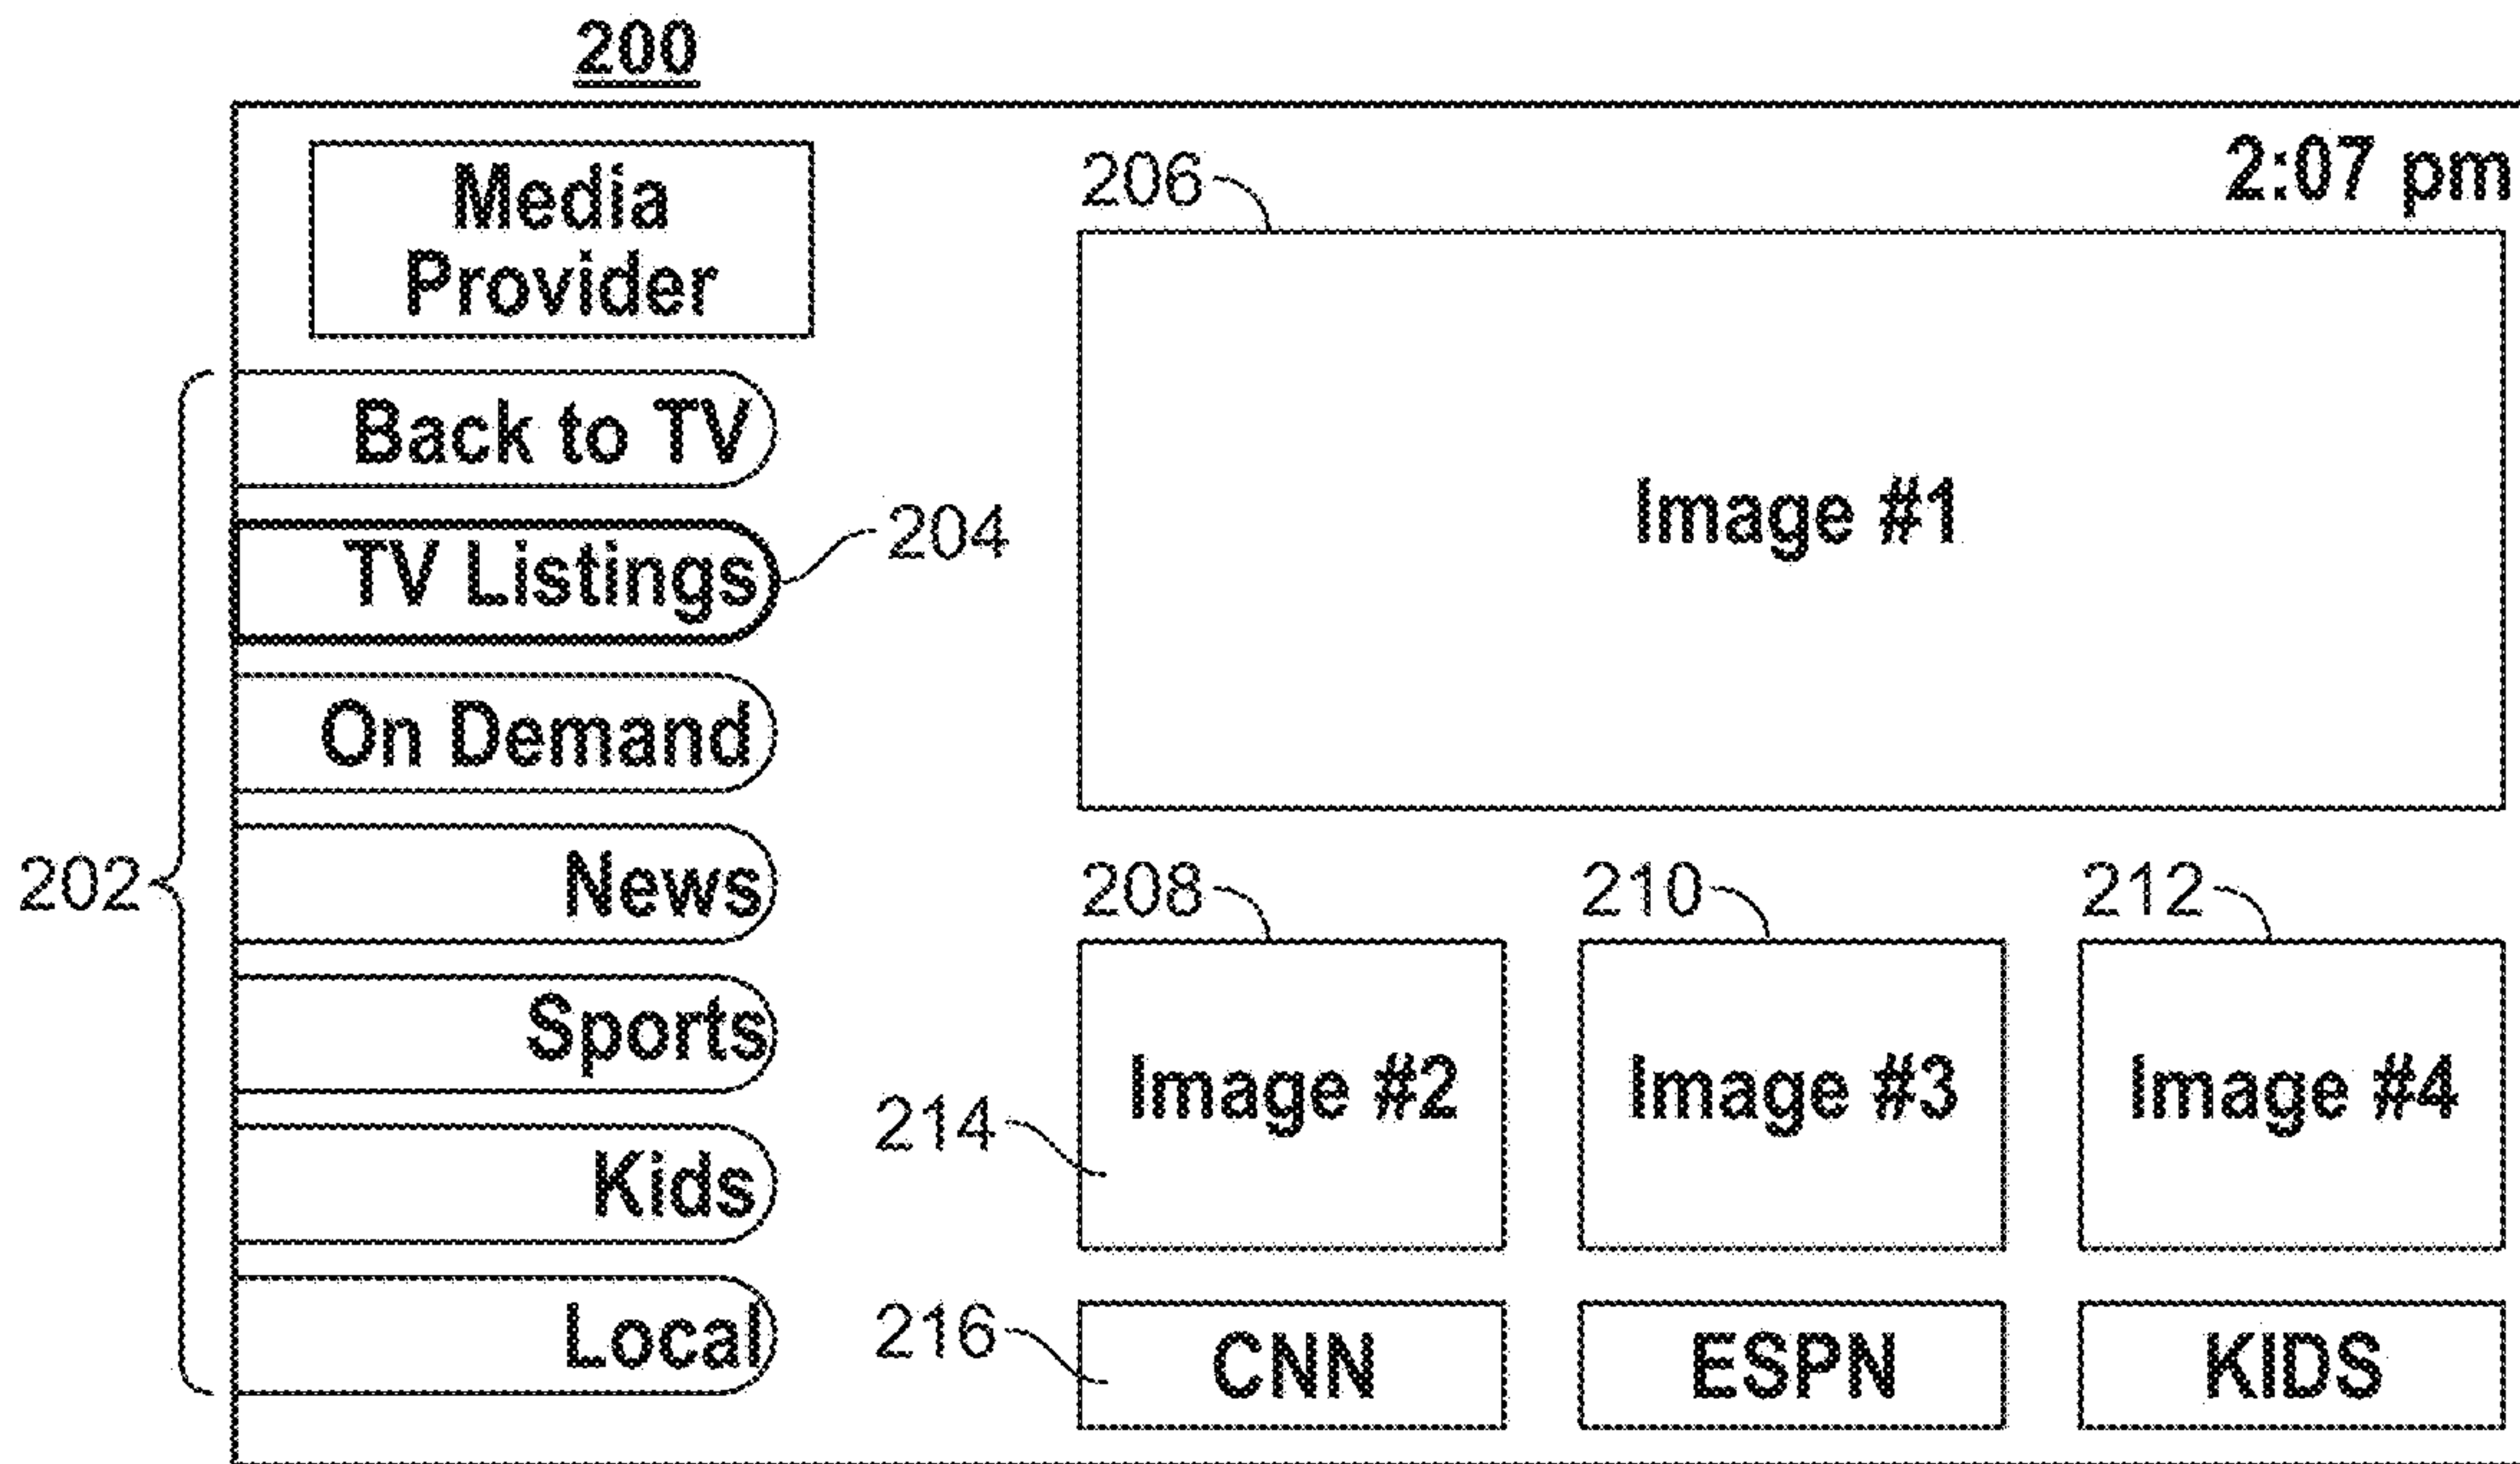 200
2:07 pm
Media
Provider
206
Back to TV
Image #1
204
TV Listings
On Demand
202
News
208
210
212
Sports
Image #2
Image #3
Image #4
214
Kids
216
Local
CNN
ESPN
KIDS